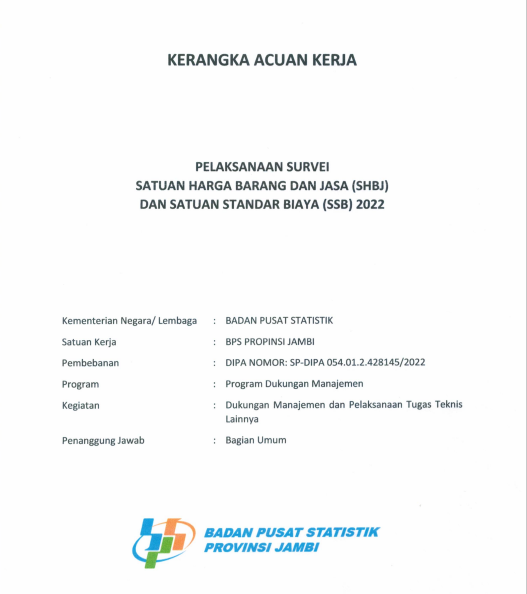 KERANGKA ACUAN KERJA
PELAKSANAAN SURVEI
SATUAN HARGA BARANG DAN JASA (SHBJ)
DAN SATUAN STANDAR BIAYA (SSB) 2022
Kementerian Negara/ Lembaga : BADAN PUSAT STATISTIK
Satuan Kerja : BPS PROPINSI JAMBI
Pembebanan : DIPA NOMOR: SP-DIPA 054.01.2.428145/2022
Program : Program Dukungan Manajemen
Kegiatan : Dukungan Manajemen dan Pelaksanaan Tugas Teknis
Lainnya
Penanggung Jawab : Bagian Umum
BADAN PUSAT STATISTIK
PROVINSI JAMBI